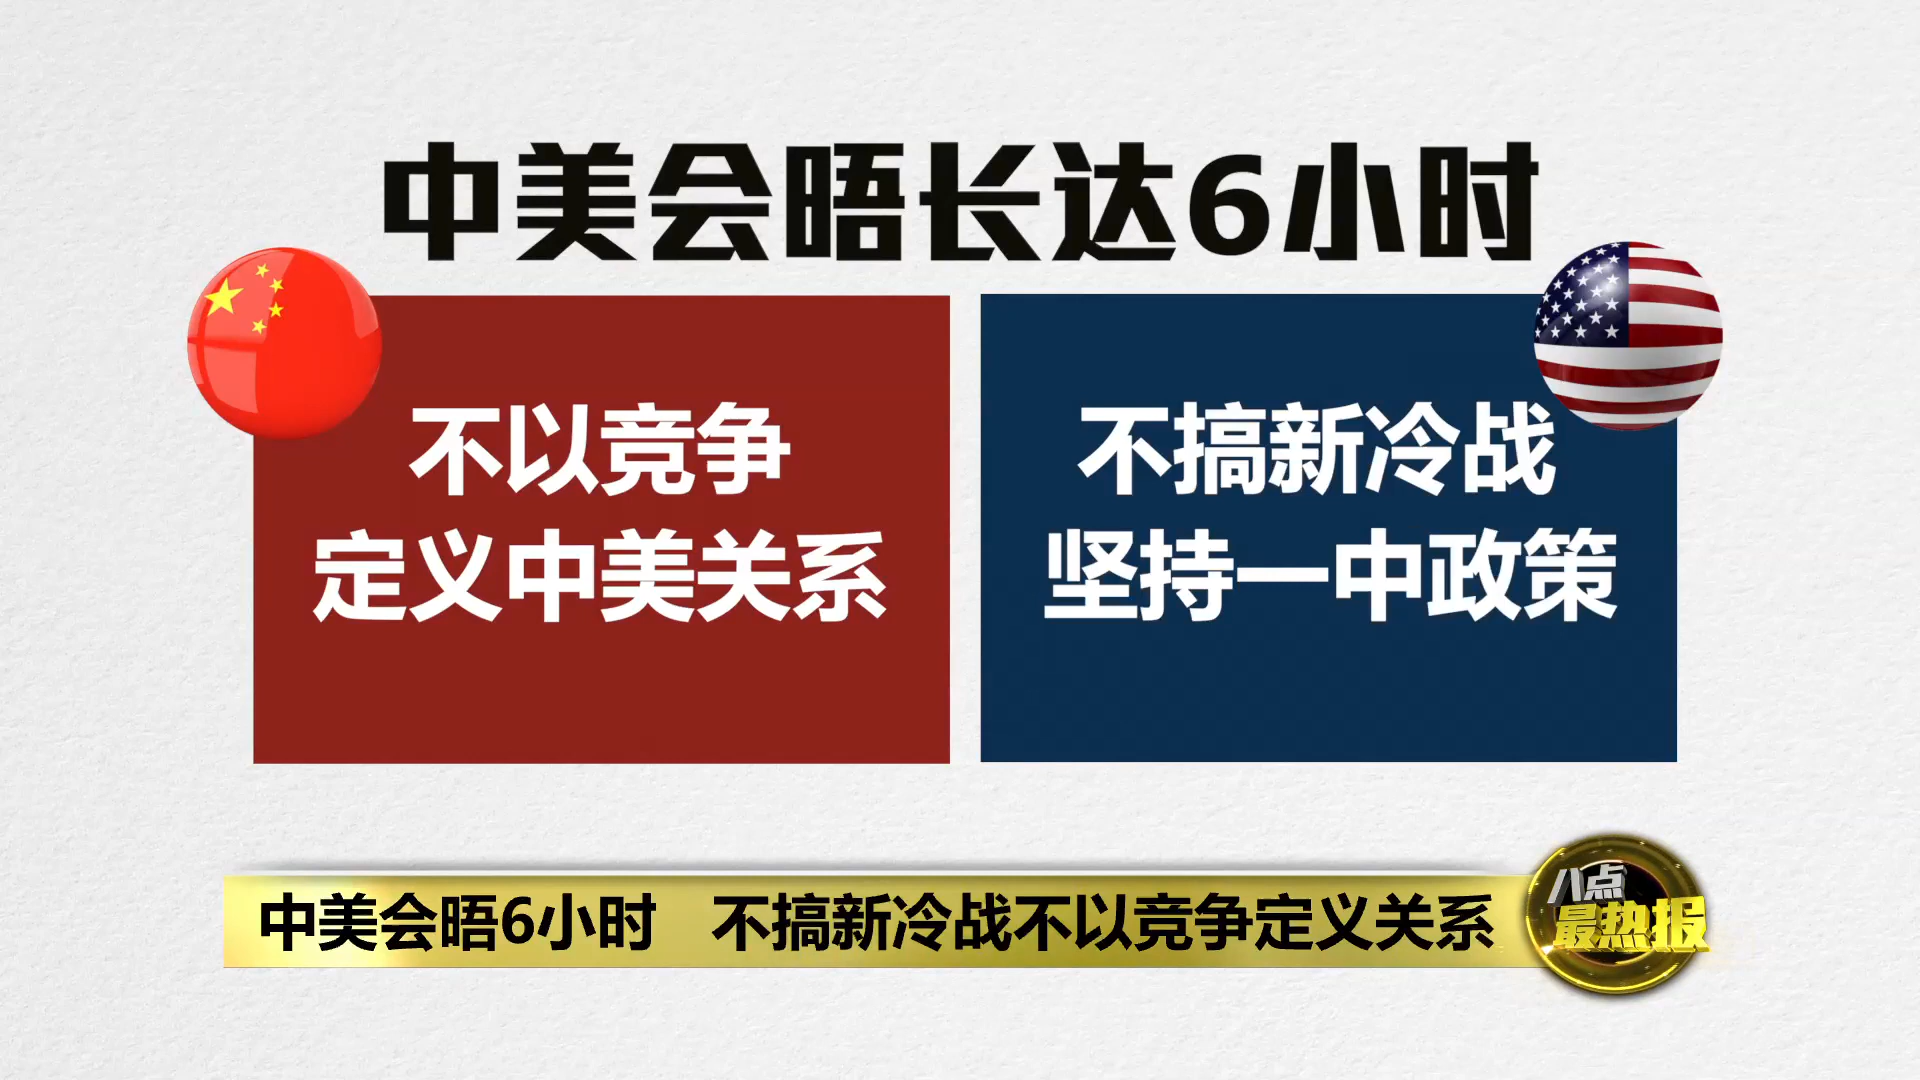 中美会晤长达6小时
不以竞争
定义中美关系
不搞新冷战
坚持一中政策
中美会晤6小时 不搞新冷战不以竞争定义关系
八点
最热报